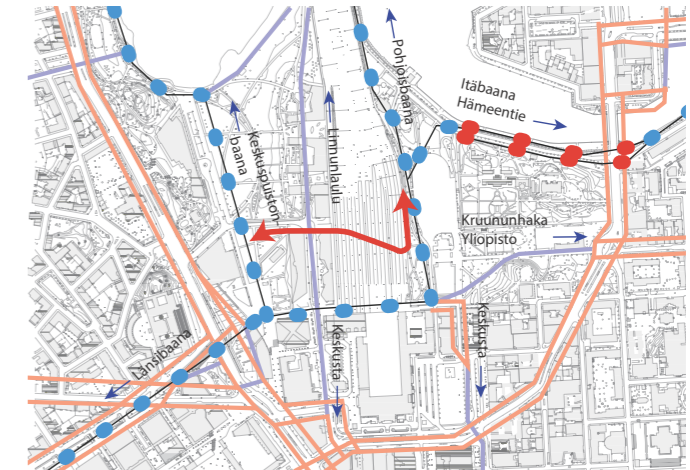 Pohjoisbaana
Itäbaana
Hämeentie
Keskuspuiston
baana
Linnunlaulu
Kruununhaka
Yliopisto
Länsibaana
Keskusta
Keskusta